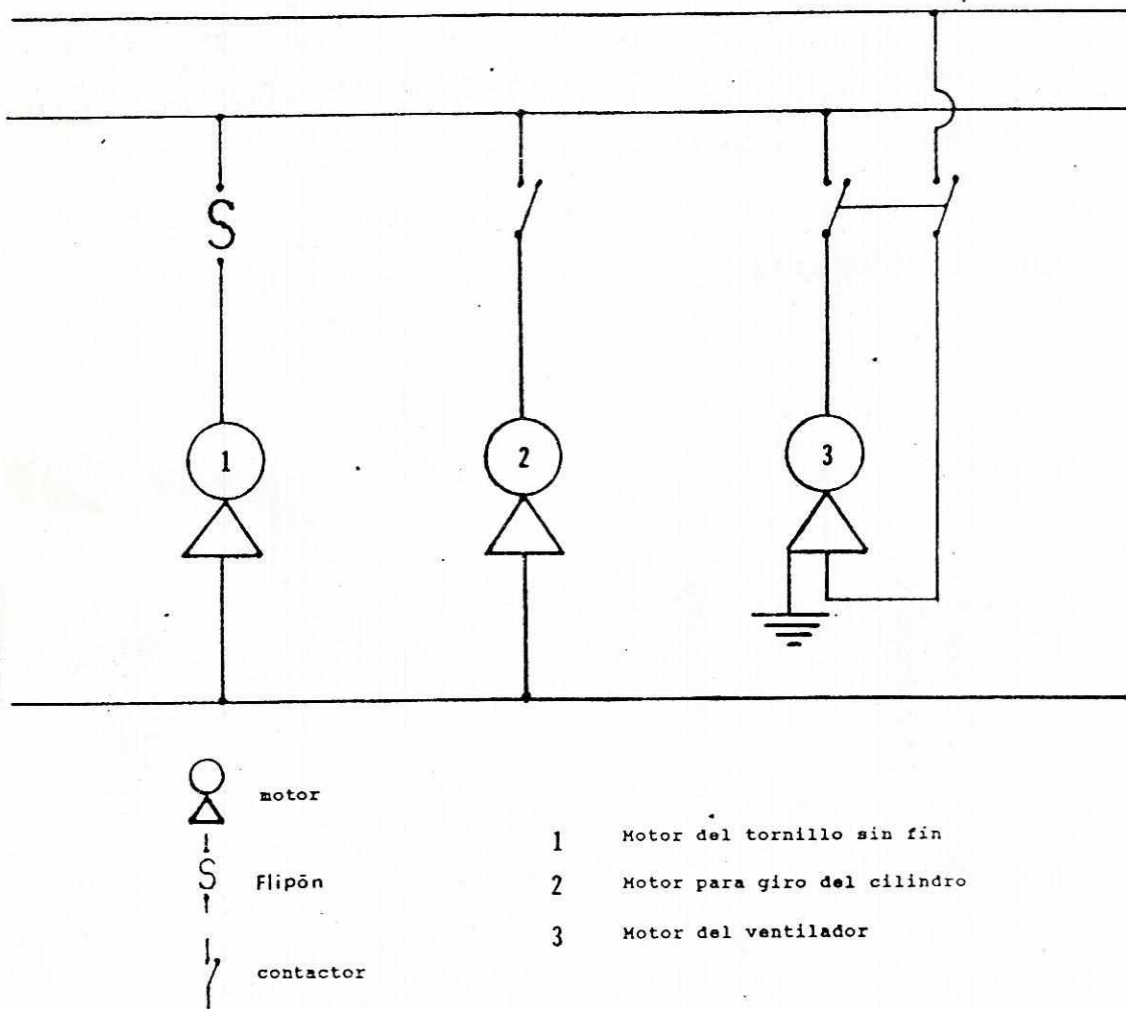 S
1
2
3
motor
S
Flipón
contactor
1 Motor del tornillo sin fin
2 Motor para giro del cilindro
3 Motor del ventilador